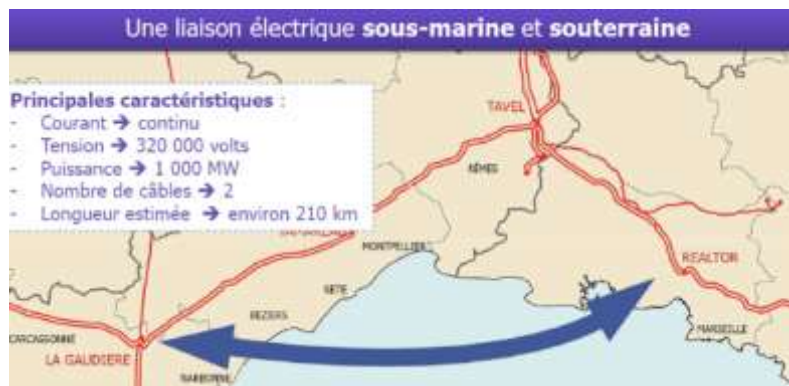 Une liaison électrique sous-marine et souterraine
Principales caractéristiques :
- Courant ➔ continu
- Tension ➔ 320 000 volts
- Puissance ➔ 1 000 MW
- Nombre de câbles ➔ 2
- Longueur estimée ➔ environ 210 km
TAVEL
NÎMES
MONTPELLIER
REALTOR
SETE
BEZIERS
MARSEILLE
CARCASSONNE
LA GAUDIERE
NARBONNE